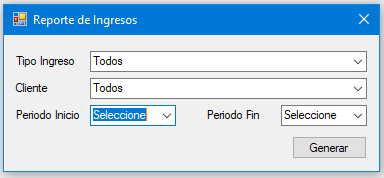 Reporte de Ingresos
Tipo Ingreso Todos
Cliente Todos
Periodo Inicio Seleccione Periodo Fin Seleccione
Generar